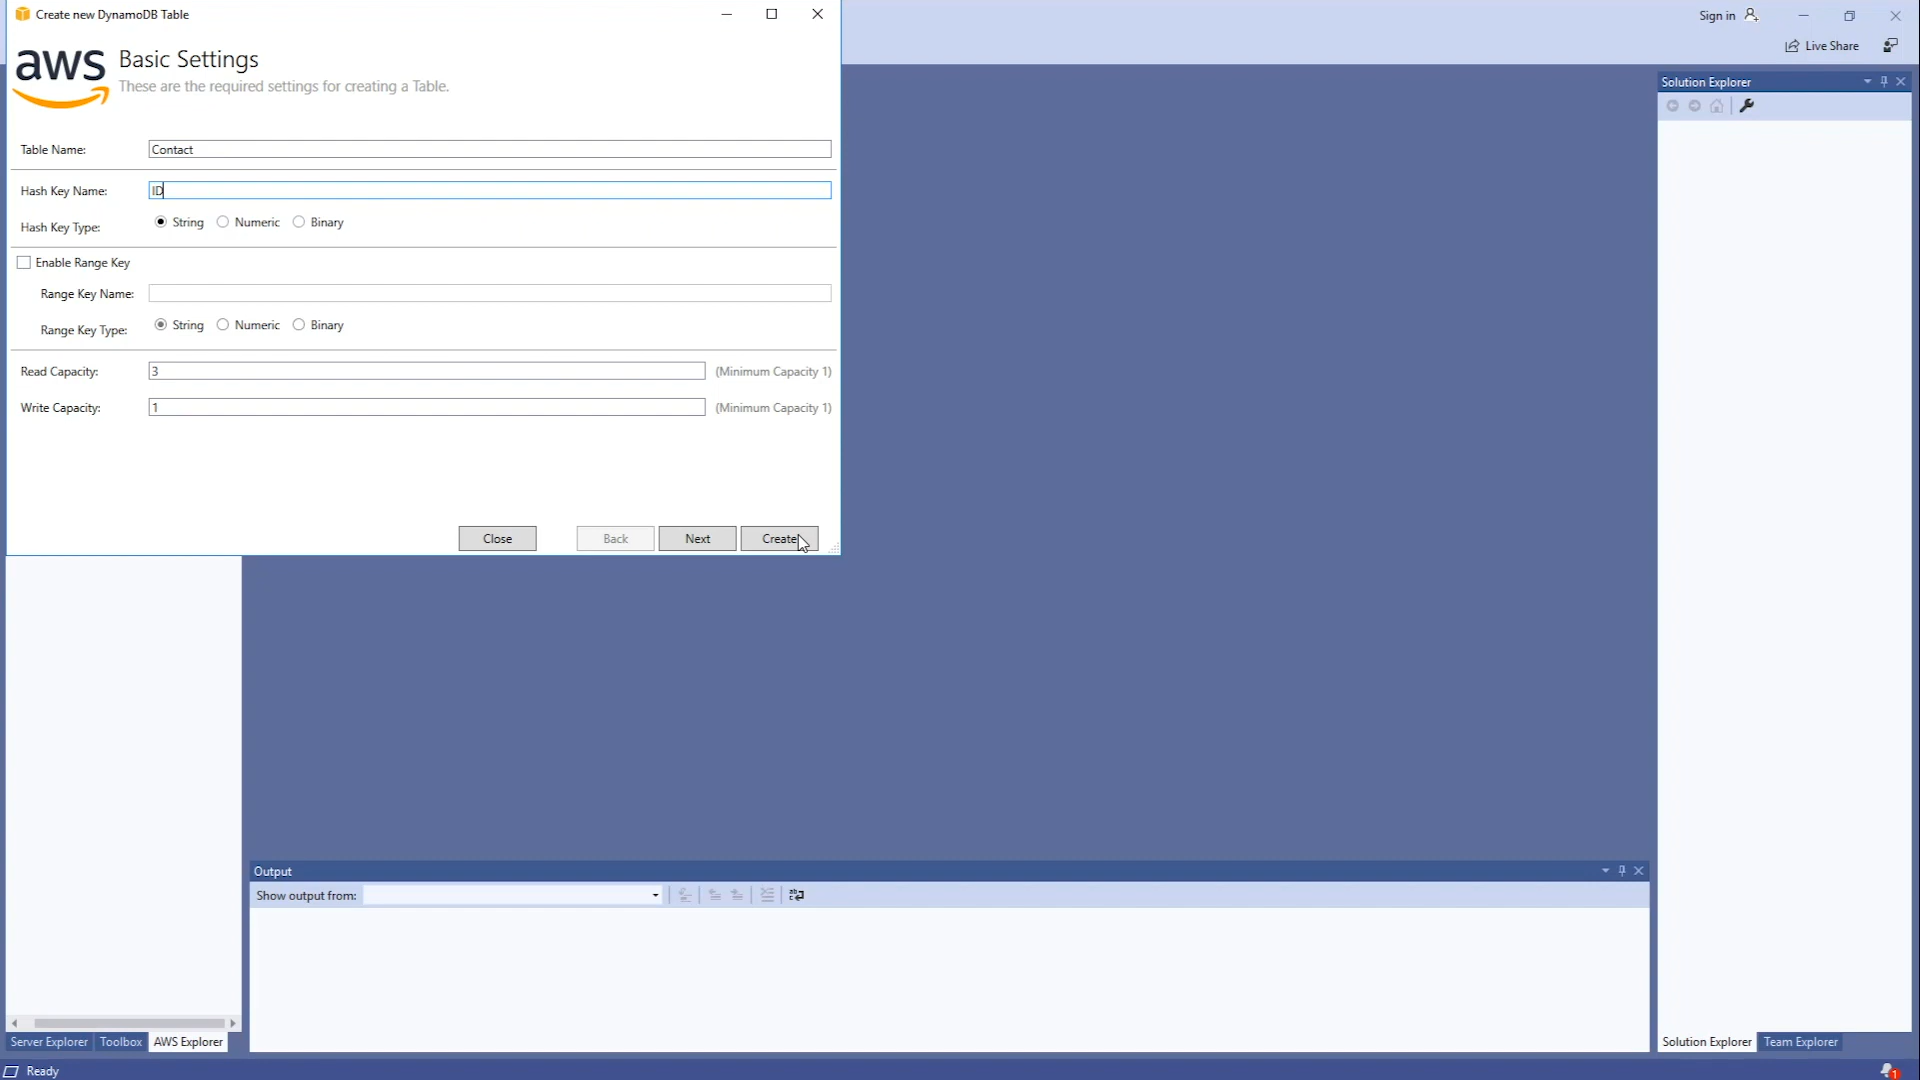 Create new DynamoDB Table
Sign in
Live Share
aws
Basic Settings
These are the required settings for creating a Table.
Solution Explorer
Table Name: Contact
Hash Key Name: ID
Hash Key Type: String Numeric Binary
Enable Range Key
Range Key Name:
Range Key Type: String Numeric Binary
Read Capacity: 3 (Minimum Capacity 1)
Write Capacity: 1 (Minimum Capacity 1)
Close Back Next Create
Output
Show output from:
Server Explorer Toolbox AWS Explorer
Solution Explorer Team Explorer
Ready
1